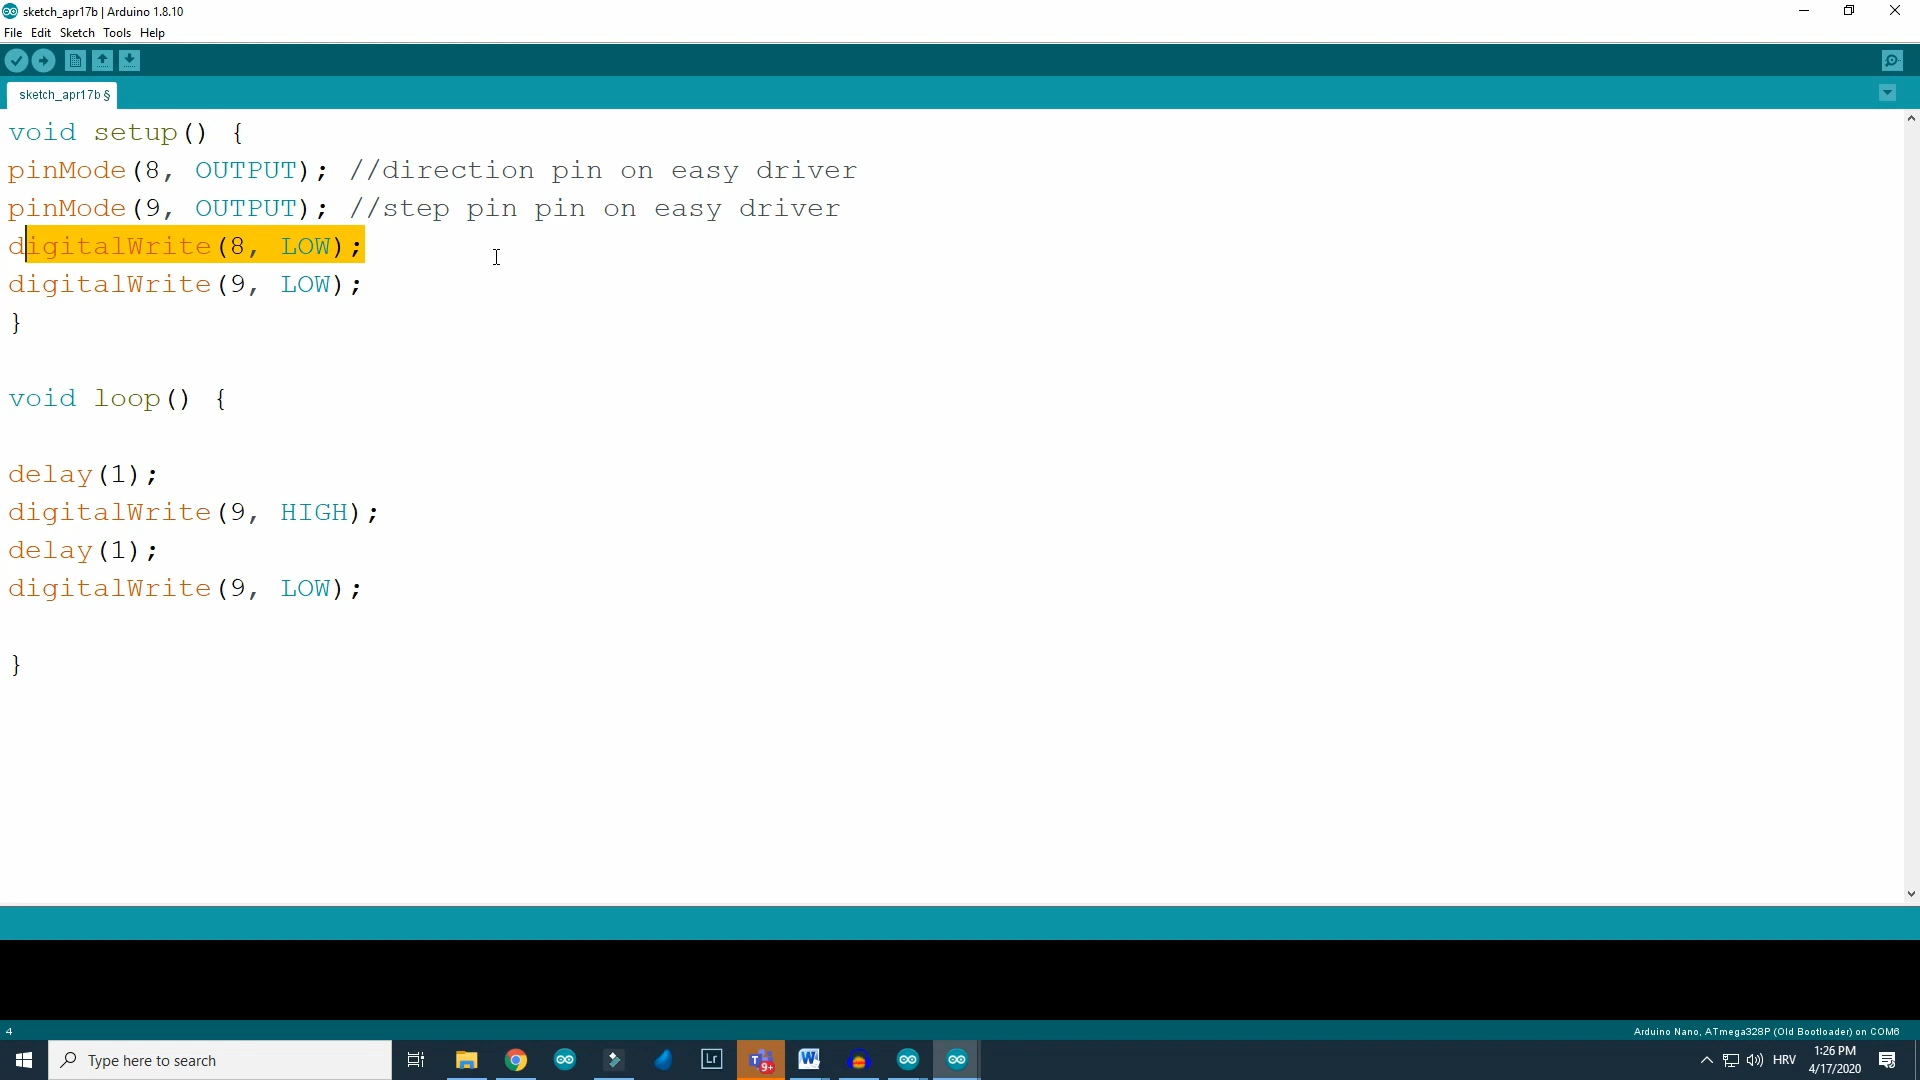 sketch_apr17b | Arduino 1.8.10
File Edit Sketch Tools Help
sketch_apr17b §
void setup() {
pinMode(8, OUTPUT); //direction pin on easy driver
pinMode(9, OUTPUT); //step pin pin on easy driver
digitalWrite(8, LOW);
digitalWrite(9, LOW);
}
void loop() {
delay(1);
digitalWrite(9, HIGH);
delay(1);
digitalWrite(9, LOW);
}
4
Arduino Nano, ATmega328P (Old Bootloader) on COM6
Type here to search
Lr
T
9+
W
HRV
1:26 PM
4/17/2020